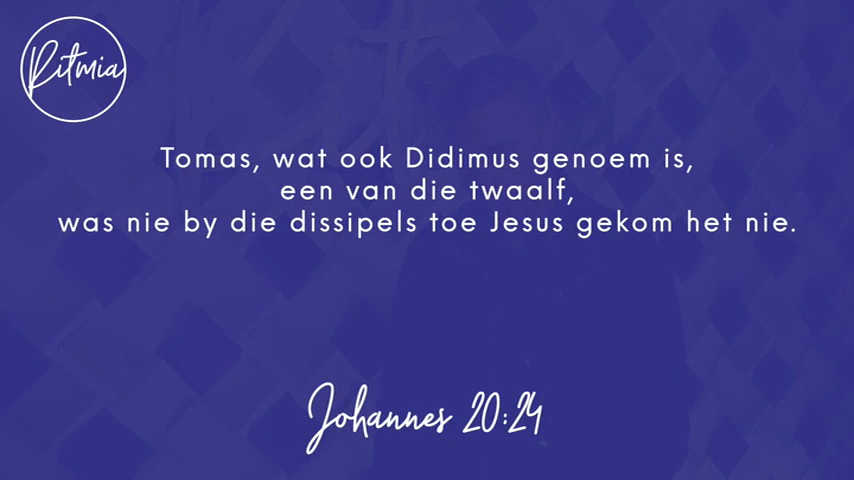 Ritmia
Tomas, wat ook Didimus genoem is,
een van die twaalf,
was nie by die dissipels toe Jesus gekom het nie.
Johannes 20:24